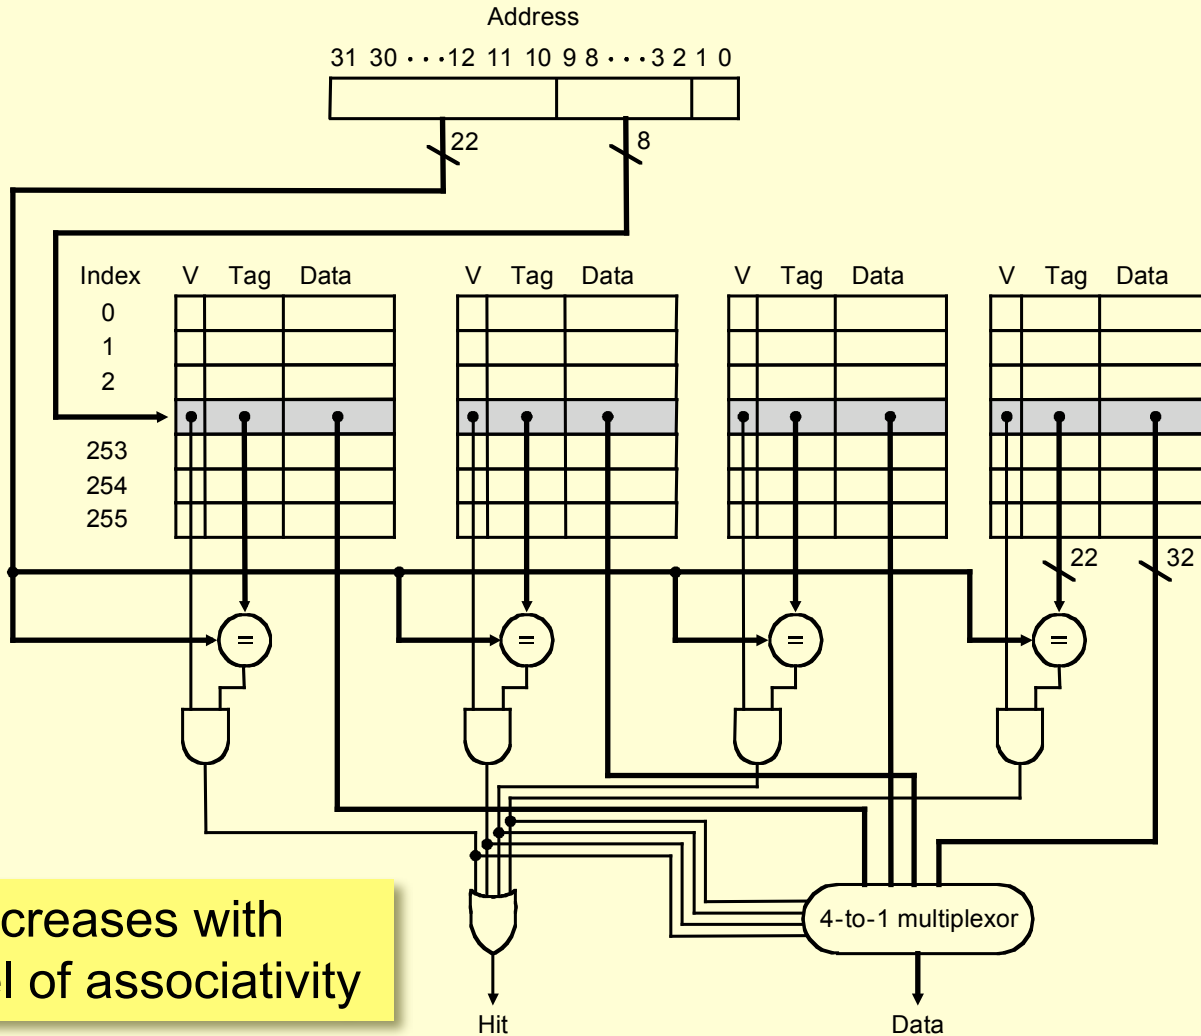 Address
31 30 · · · 12 11 10 9 8 · · · 3 2 1 0
22
8
Index V Tag Data V Tag Data V Tag Data V Tag Data
0
1
2
253
254
255
22 32
= = = =
4-to-1 multiplexor
creases with
of associativity
Hit
Data